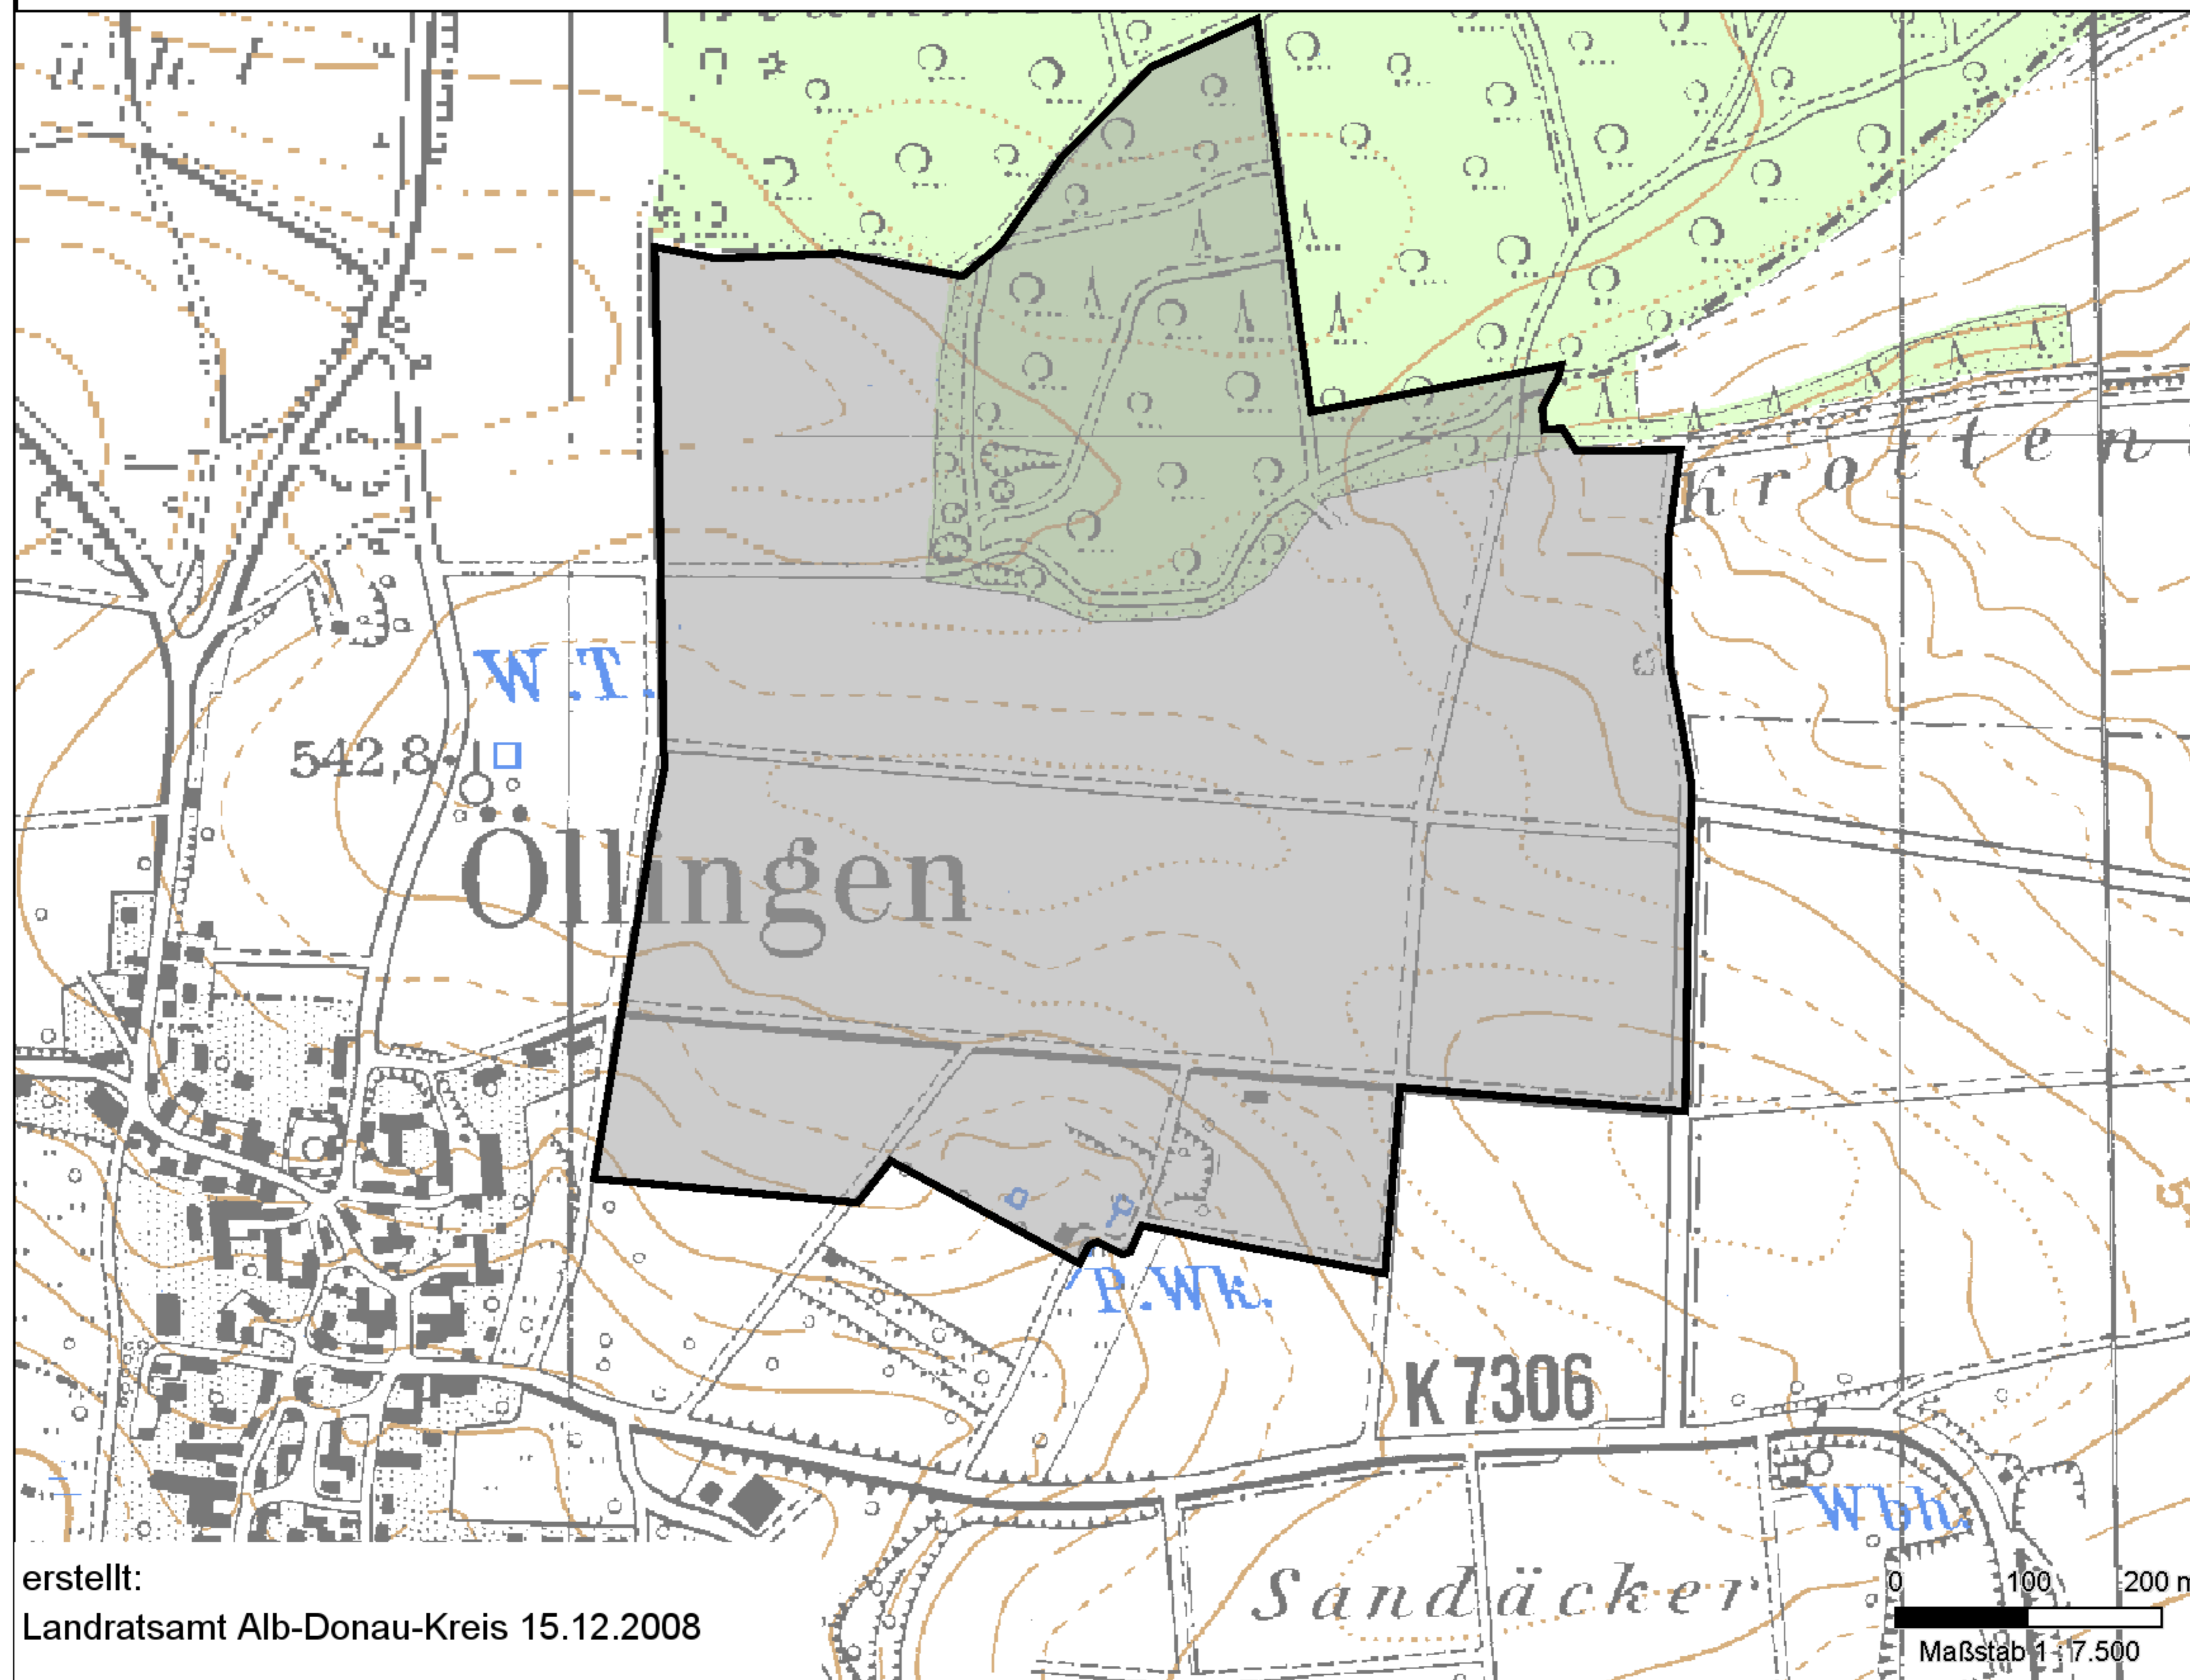 Krotten
W.T.
542,8
Öllingen
P.Wk.
K 7306
Wbh.
Sandäcker
erstellt:
Landratsamt Alb-Donau-Kreis 15.12.2008
0 100 200 m
Maßstab 1 : 7.500